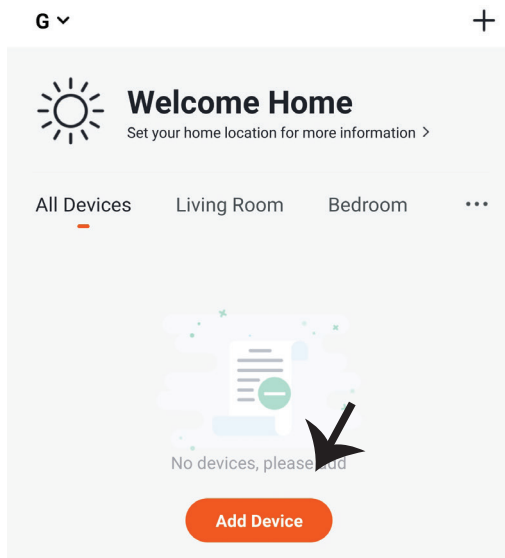 G
Welcome Home
Set your home location for more information >
All Devices Living Room Bedroom ...
No devices, please add
Add Device